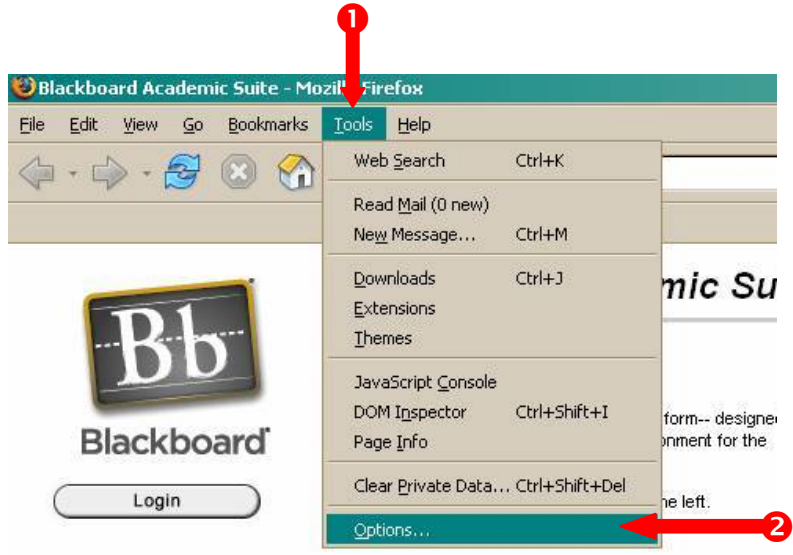 1
Blackboard Academic Suite - Mozilla Firefox
File Edit View Go Bookmarks Tools Help
Web Search Ctrl+K
Read Mail (0 new)
New Message... Ctrl+M
Downloads Ctrl+J
Extensions
Themes
JavaScript Console
DOM Inspector Ctrl+Shift+I
Page Info
Clear Private Data... Ctrl+Shift+Del
Options...
2
Bb
Blackboard
Login
mic Su
form-- designe
onment for the
e left.